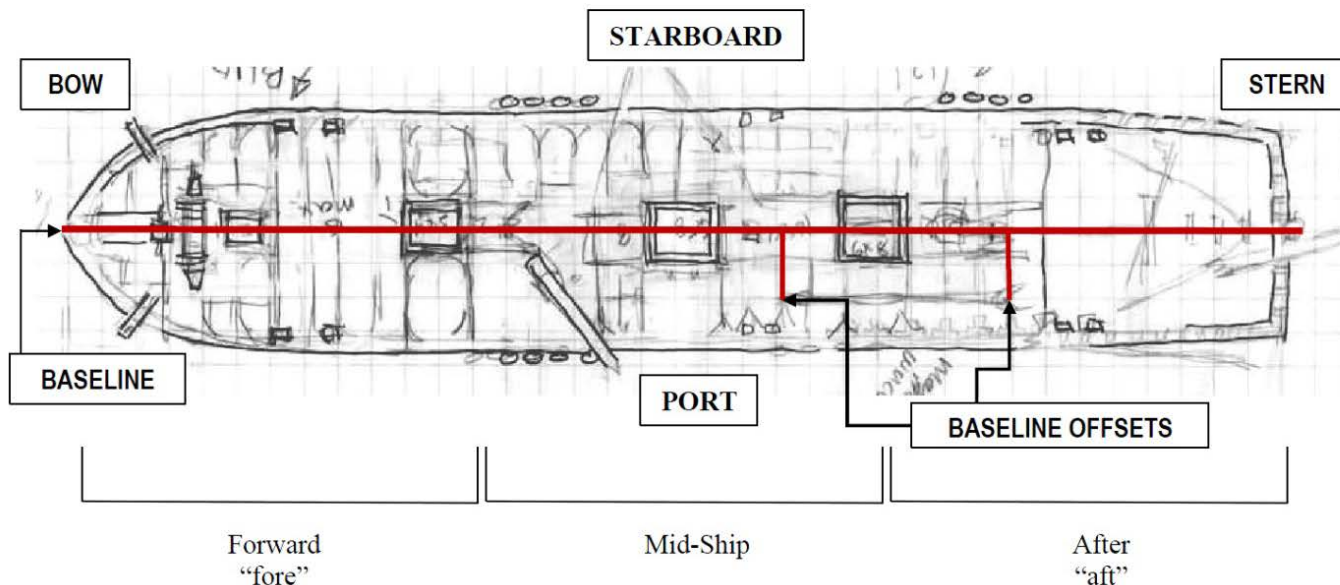 STARBOARD
BOW
STERN
BASELINE
PORT
BASELINE OFFSETS
Forward
“fore”
Mid-Ship
After
“aft”